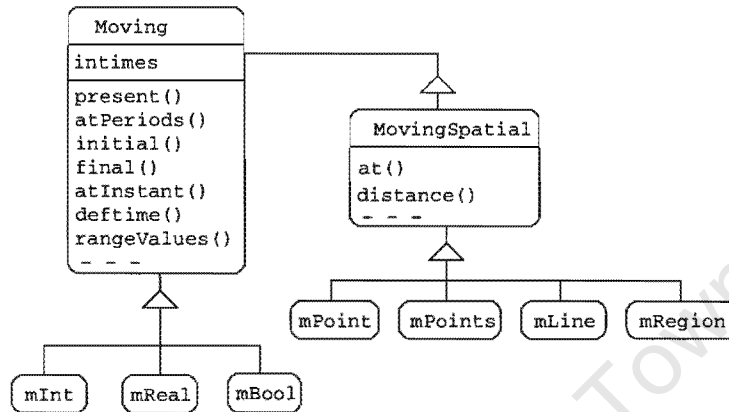 Moving
intimes
present()
atPeriods()
initial()
final()
atInstant()
deftime()
rangeValues()
- - -
MovingSpatial
at()
distance()
- - -
mPoint
mPoints
mLine
mRegion
mInt
mReal
mBool
Town